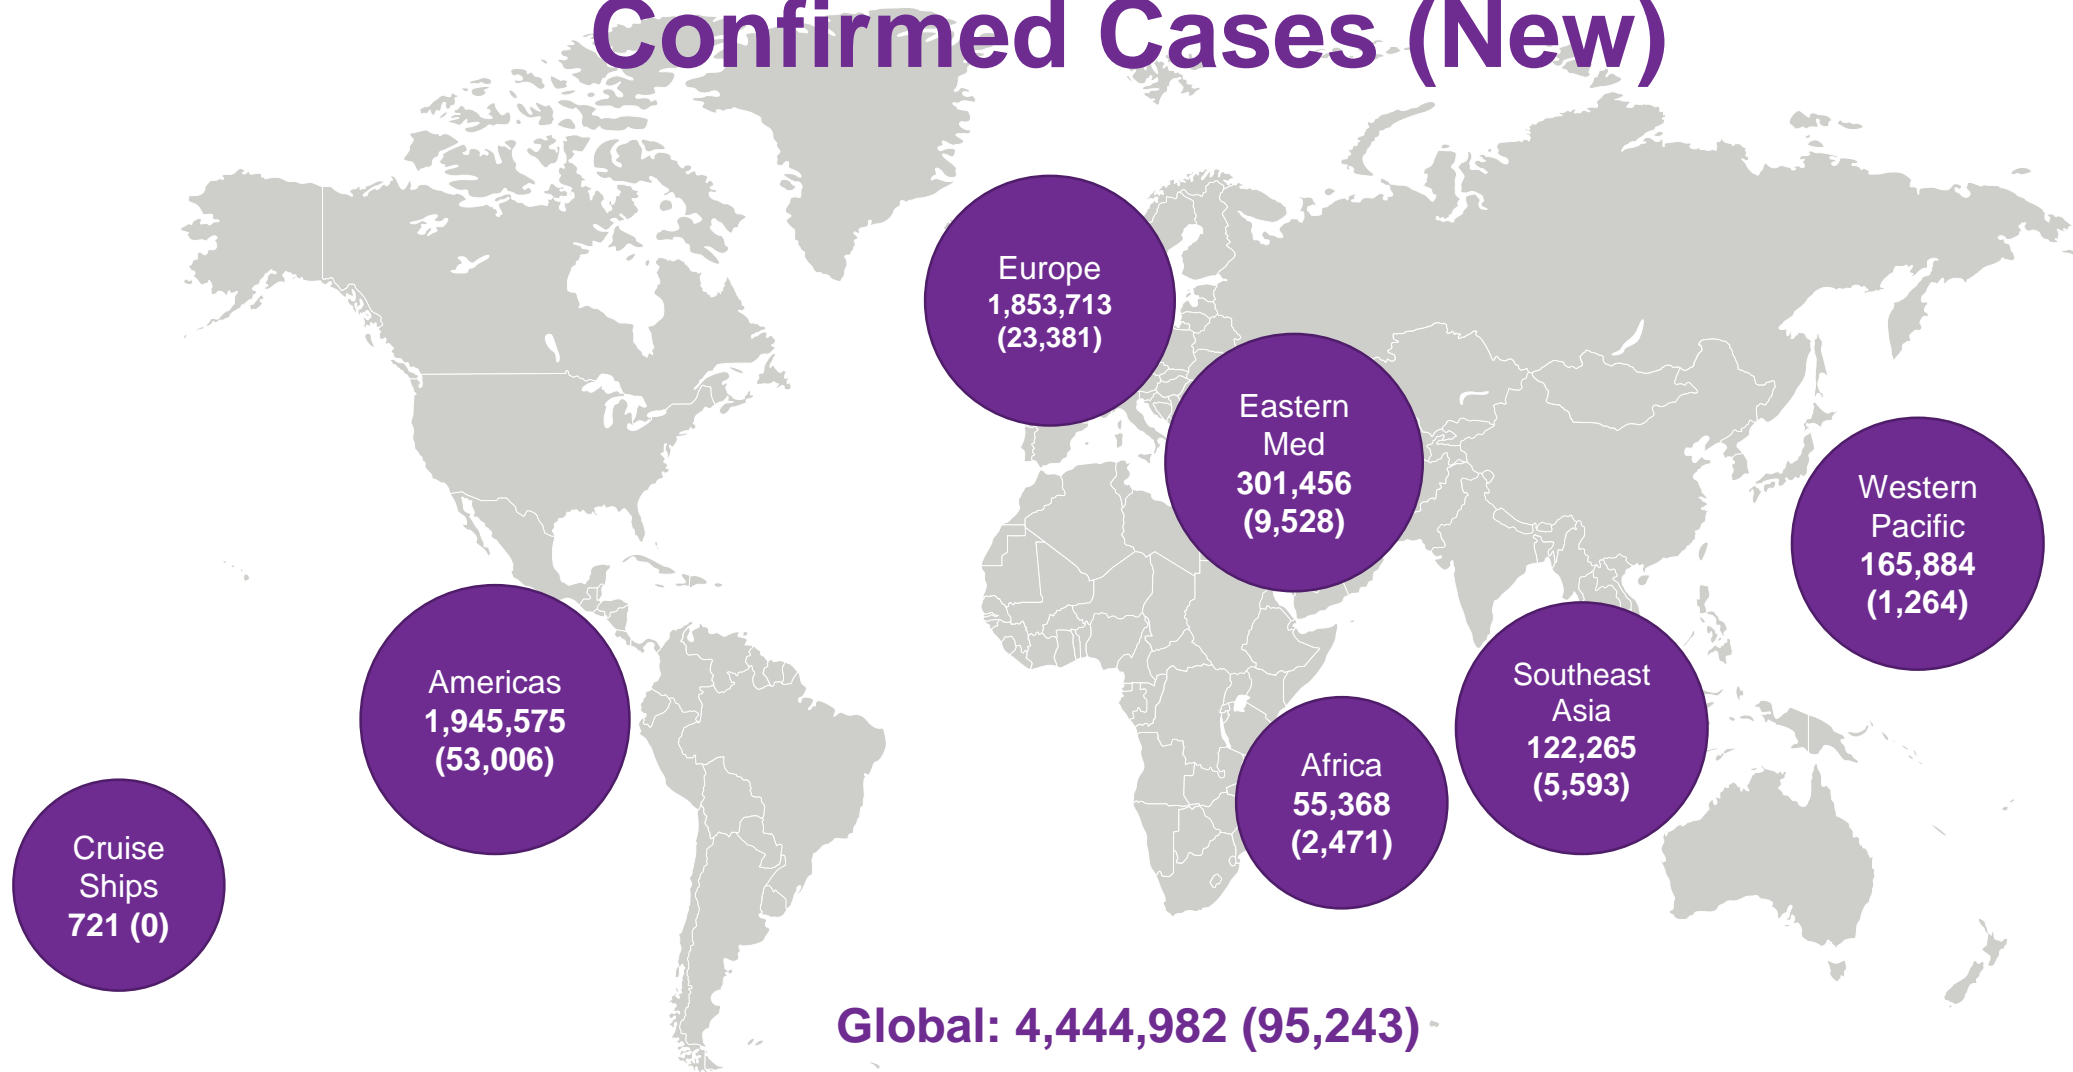 Confirmed Cases (New)
Europe
1,853,713
(23,381)
Eastern
Med
301,456
(9,528)
Western
Pacific
165,884
(1,264)
Americas
1,945,575
(53,006)
Southeast
Asia
122,265
(5,593)
Africa
55,368
(2,471)
Cruise
Ships
721 (0)
Global: 4,444,982 (95,243)